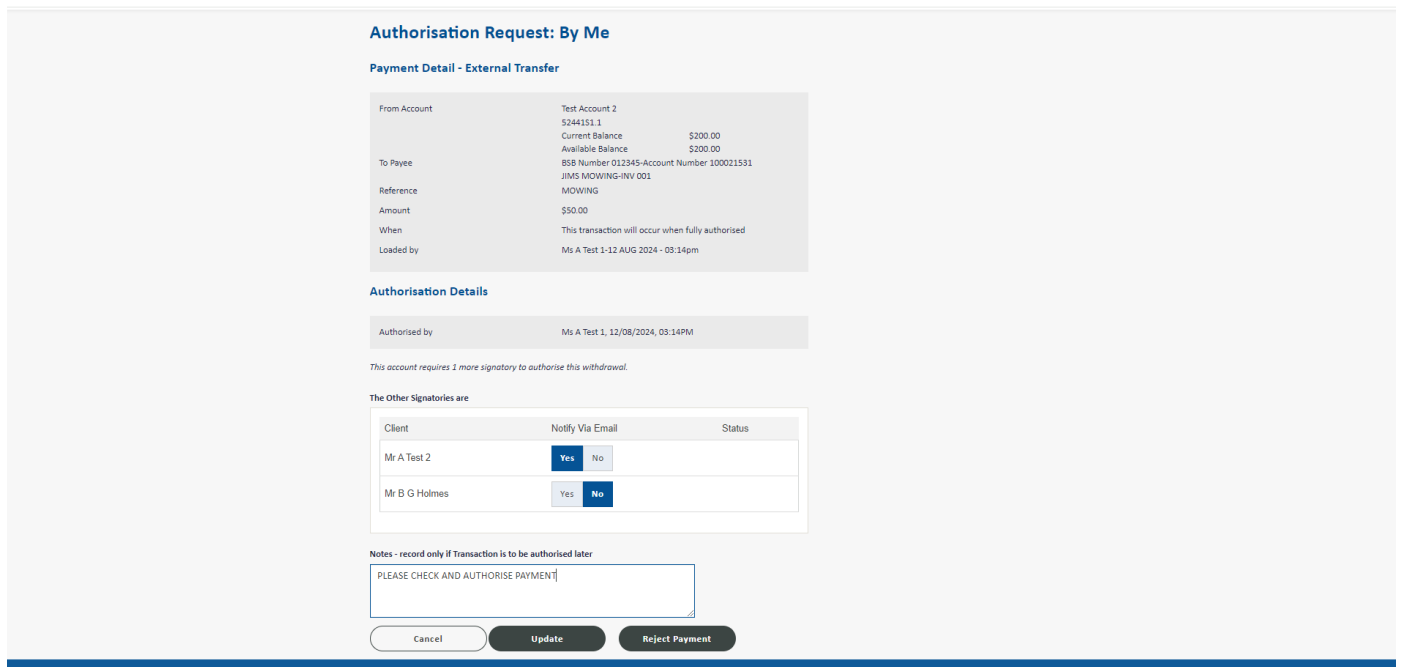 Authorisation Request: By Me
Payment Detail - External Transfer
From Account Test Account 2
5244151.1
Current Balance $200.00
Available Balance $200.00
To Payee BSB Number 012345-Account Number 100021531
JIMS MOWING-INV 001
Reference MOWING
Amount $50.00
When This transaction will occur when fully authorised
Loaded by Ms A Test 1-12 AUG 2024 - 03:14pm
Authorisation Details
Authorised by Ms A Test 1, 12/08/2024, 03:14PM
This account requires 1 more signatory to authorise this withdrawal.
The Other Signatories are
Client Notify Via Email Status
Mr A Test 2 Yes No
Mr B G Holmes Yes No
Notes - record only if Transaction is to be authorised later
PLEASE CHECK AND AUTHORISE PAYMENT
Cancel Update Reject Payment